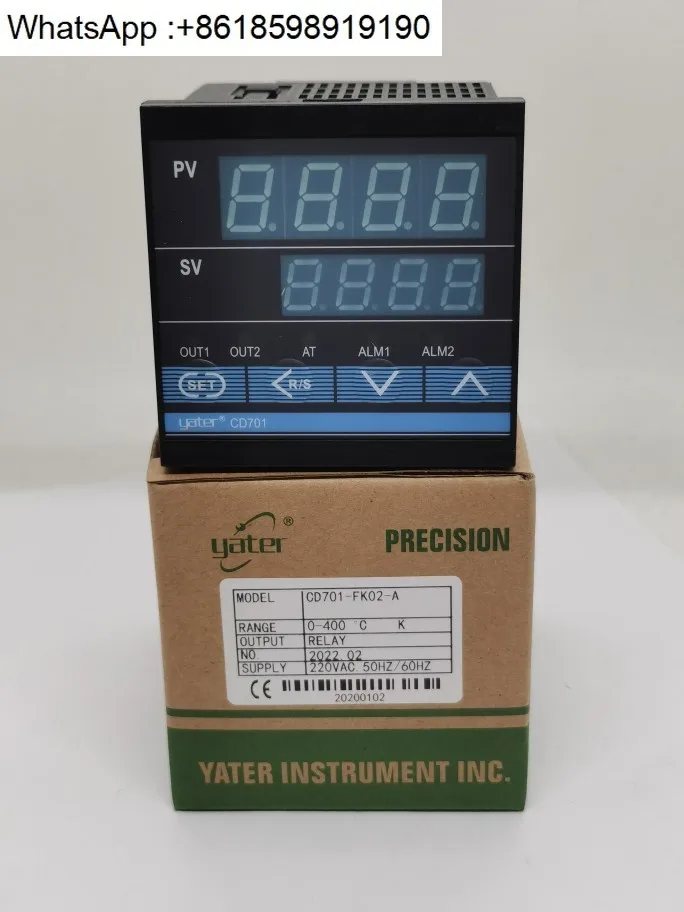 WhatsApp :+8618598919190
PV
SV
OUT1 OUT2 AT ALM1 ALM2
SET R/S
yater® CD701
yater® PRECISION
MODEL CD701-FK02-A
RANGE 0-400 °C K
OUTPUT RELAY
NO. 2022 02
SUPPLY 220VAC 50HZ/60HZ
CE
20200102
YATER INSTRUMENT INC.